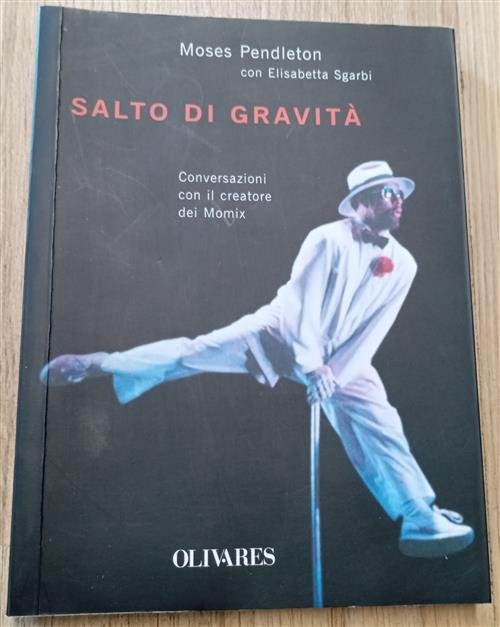 Moses Pendleton
con Elisabetta Sgarbi
SALTO DI GRAVITÀ
Conversazioni
con il creatore
dei Momix
OLIVARES